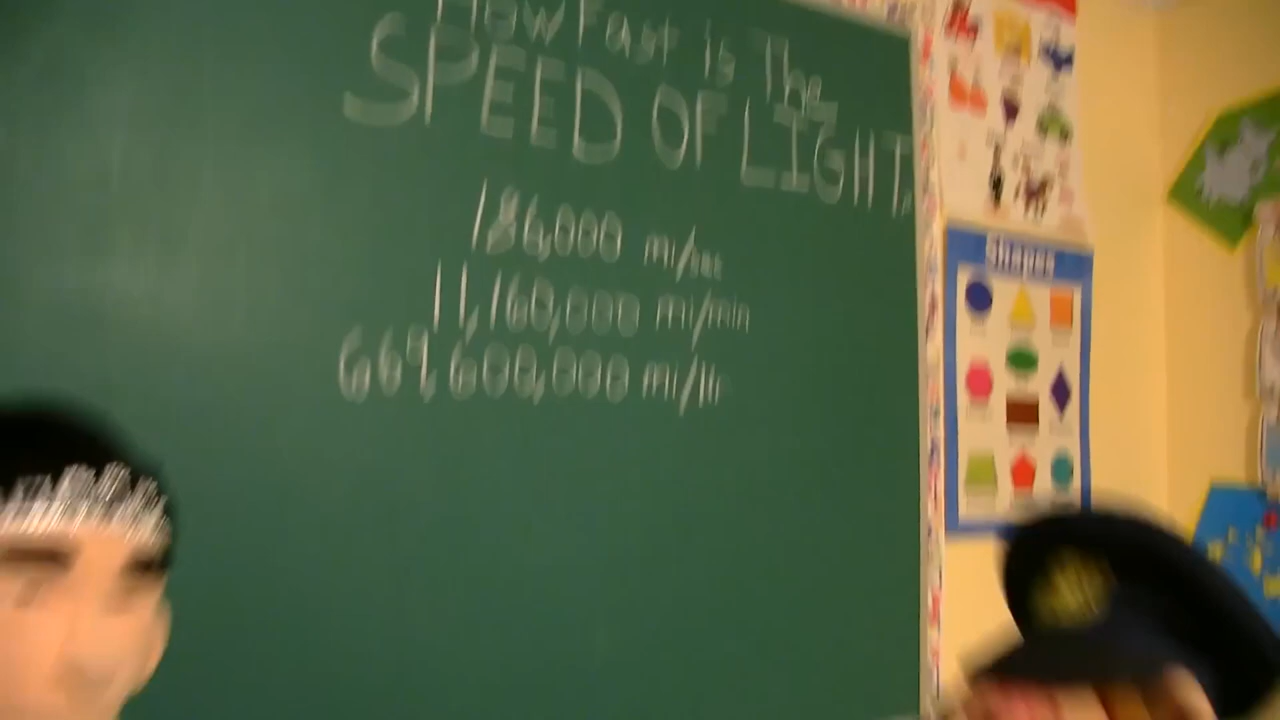 How Fast is The
SPEED OF LIGHT?
186,000 mi/sec
11,160,000 mi/min
669,600,000 mi/hr
Shapes